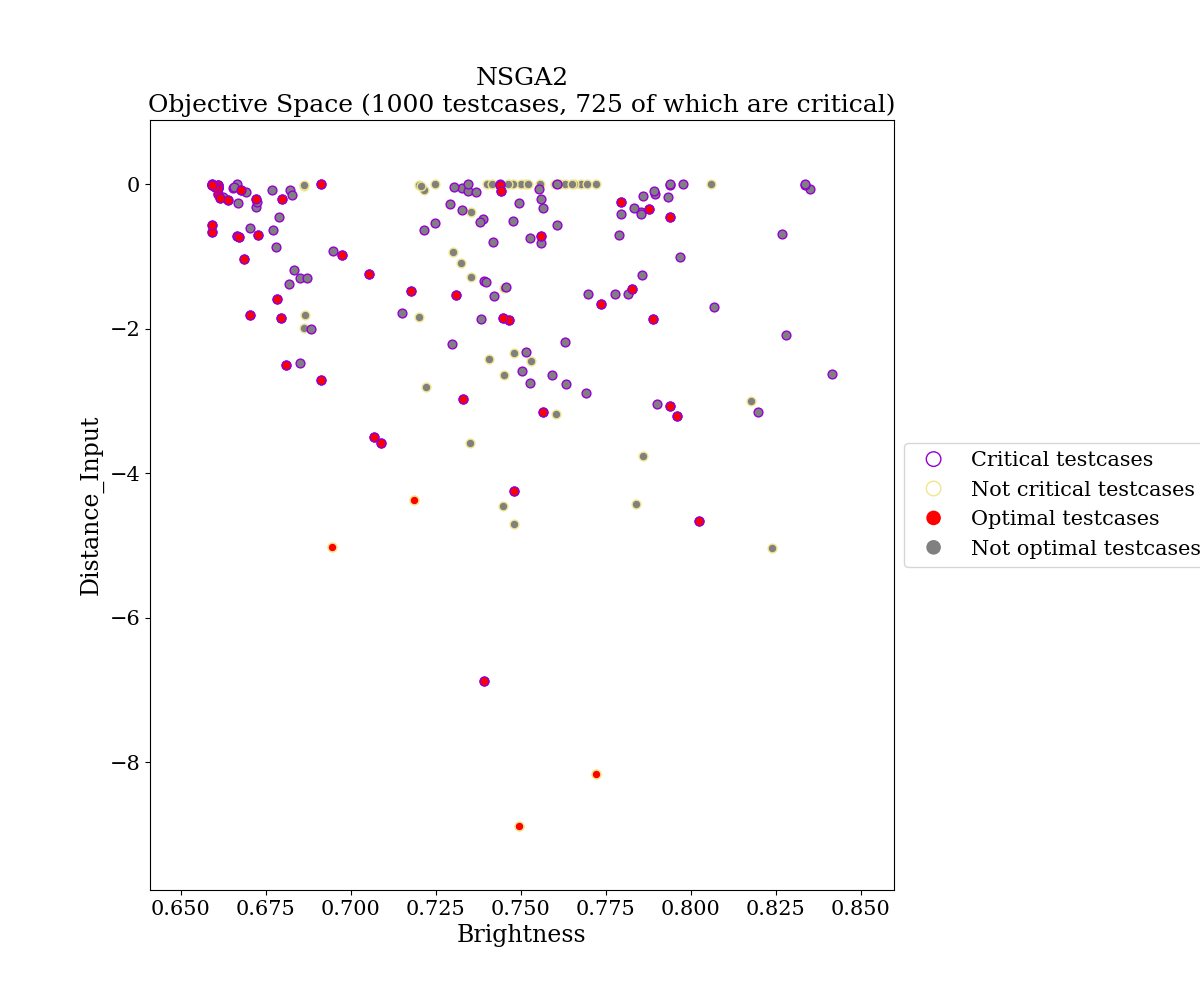 NSGA2
Objective Space (1000 testcases, 725 of which are critical)
0
−2
−4
−6
−8
Distance_Input
0.650 0.675 0.700 0.725 0.750 0.775 0.800 0.825 0.850
Brightness
Critical testcases
Not critical testcases
Optimal testcases
Not optimal testcases